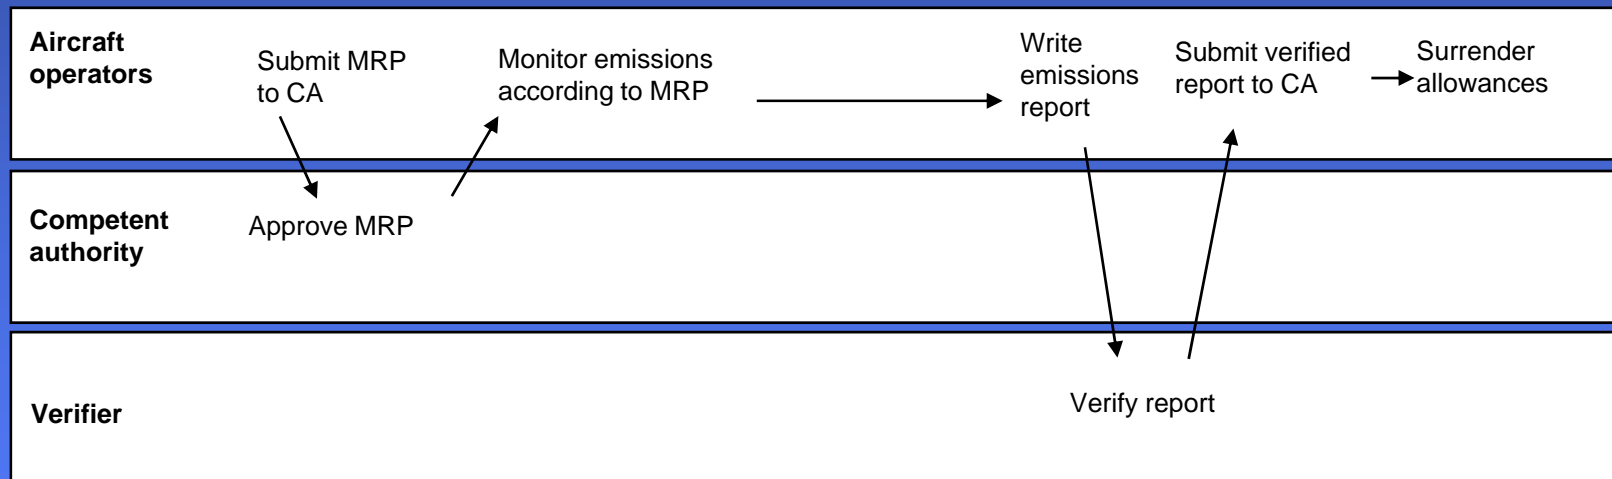 Aircraft
operators
Submit MRP
to CA
Monitor emissions
according to MRP
Write
emissions
report
Submit verified
report to CA
Surrender
allowances
Competent
authority
Approve MRP
Verifier
Verify report